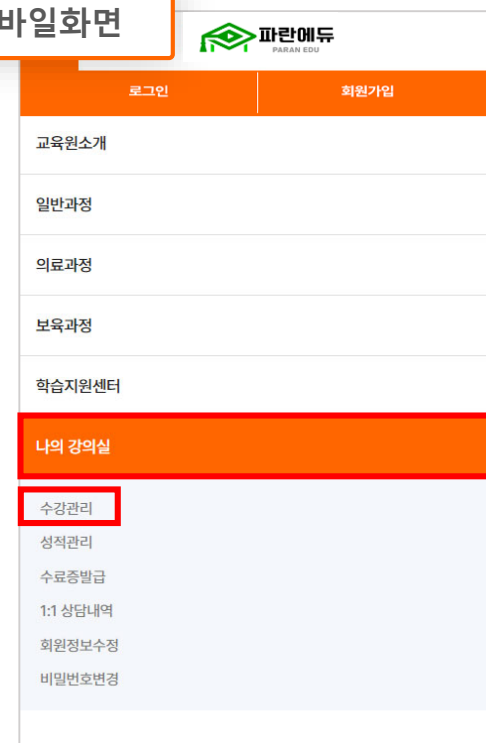 바일화면
파란에듀
PARAN EDU
로그인 회원가입
교육원소개
일반과정
의료과정
보육과정
학습지원센터
나의 강의실
수강관리
성적관리
수료증발급
1:1 상담내역
회원정보수정
비밀번호변경